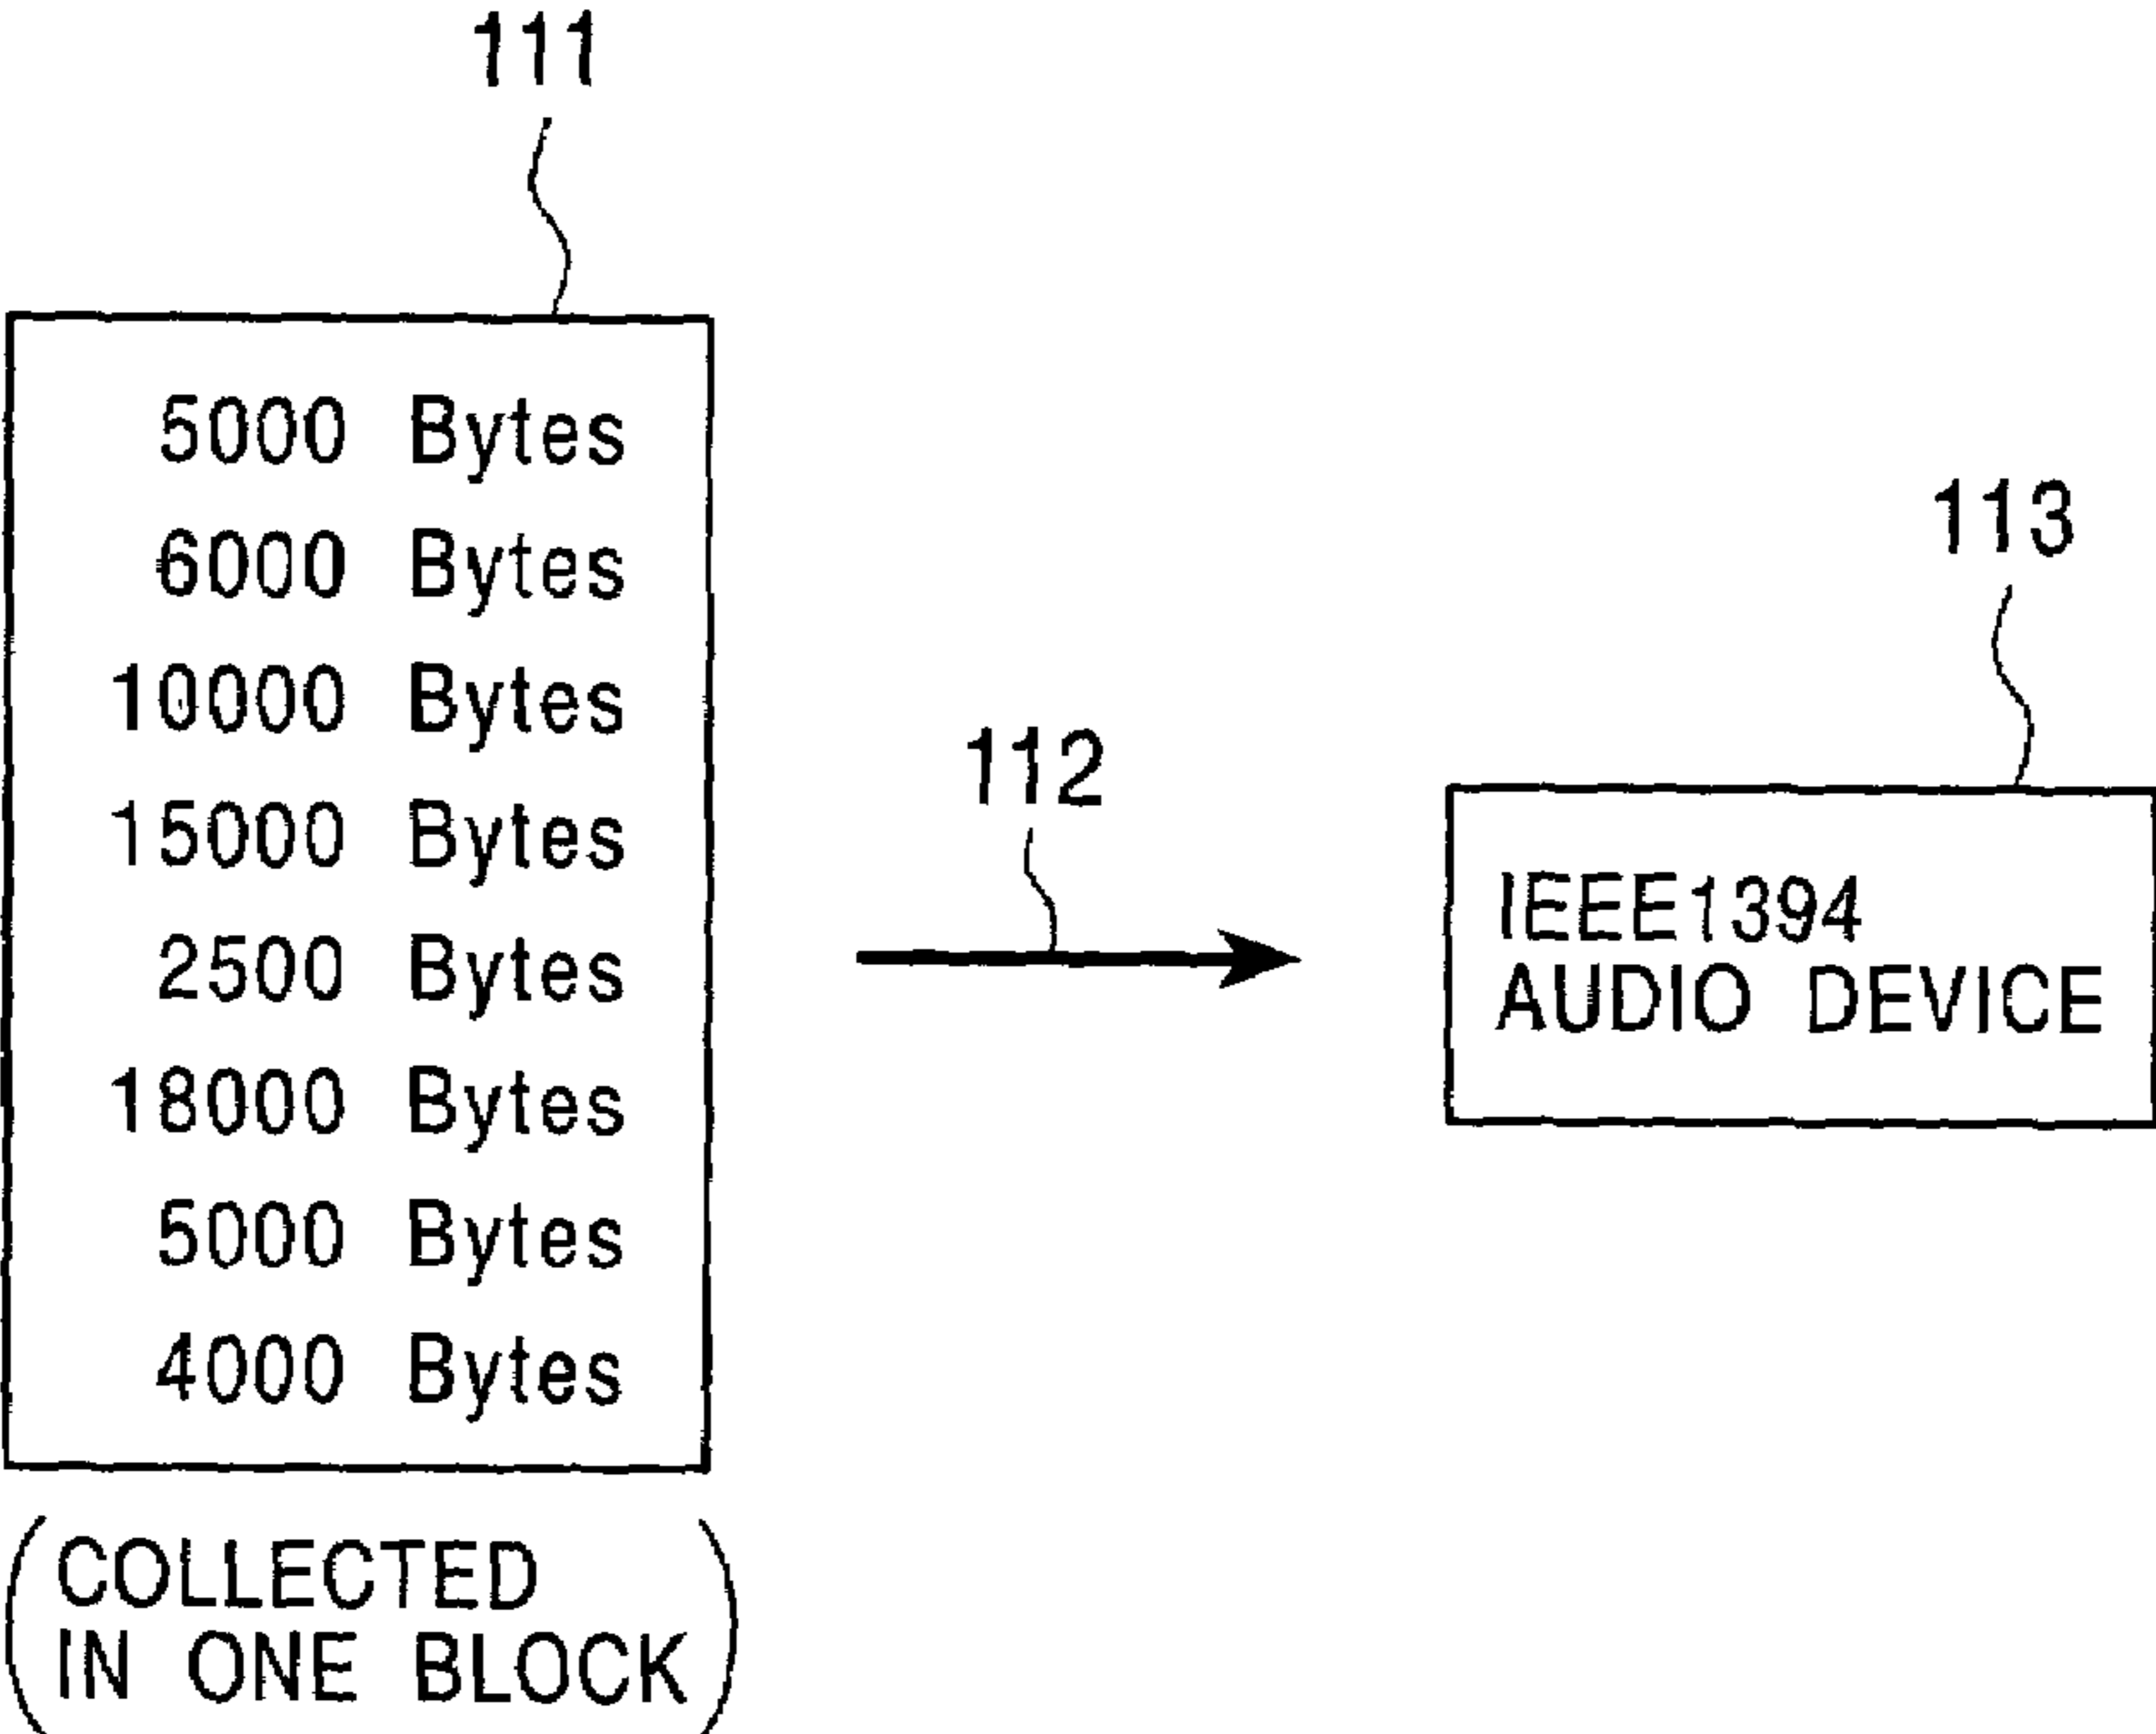 111
5000 Bytes
6000 Bytes
10000 Bytes
15000 Bytes
2500 Bytes
18000 Bytes
5000 Bytes
4000 Bytes
(COLLECTED
IN ONE BLOCK)
112
113
IEEE1394
AUDIO DEVICE